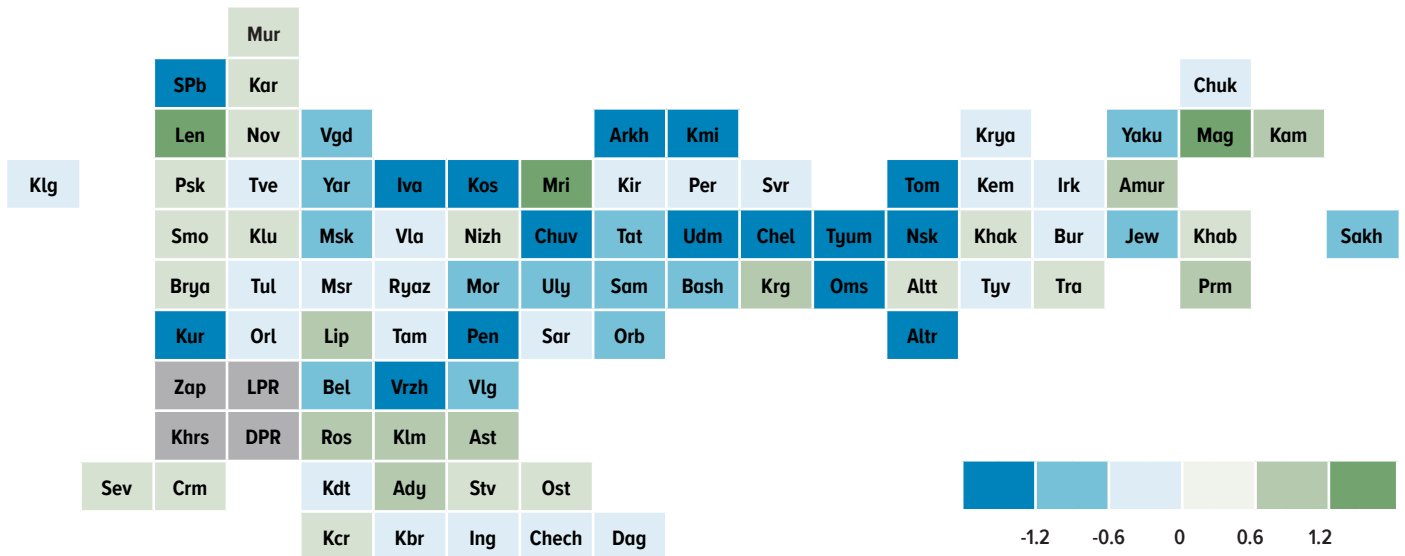 Mur
SPb Kar Chuk
Len Nov Vgd Arkh Kmi Krya Yaku Mag Kam
Klg Psk Tve Yar Iva Kos Mri Kir Per Svr Tom Kem Irk Amur
Smo Klu Msk Vla Nizh Chuv Tat Udm Chel Tyum Nsk Khak Bur Jew Khab Sakh
Brya Tul Msr Ryaz Mor Uly Sam Bash Krg Oms Altt Tyv Tra Prm
Kur Orl Lip Tam Pen Sar Orb Altr
Zap LPR Bel Vrzh Vlg
Khrs DPR Ros Klm Ast
Sev Crm Kdt Ady Stv Ost
Kcr Kbr Ing Chech Dag
-1.2 -0.6 0 0.6 1.2